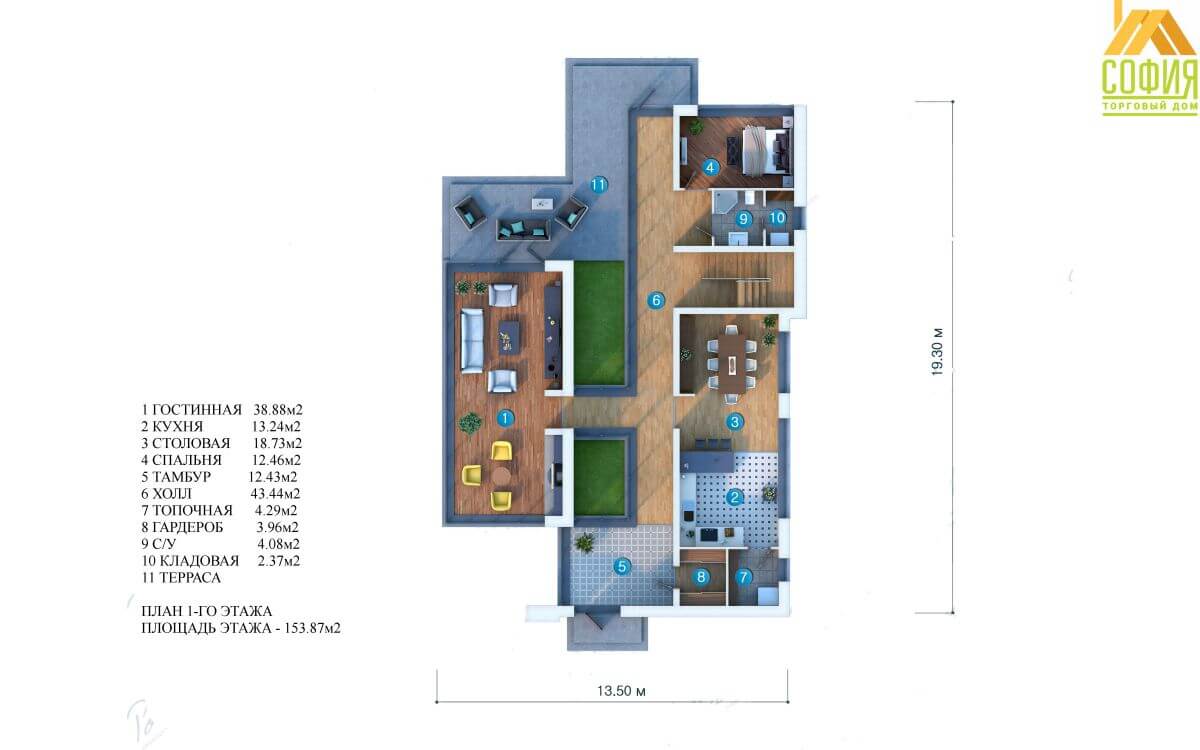 СОФИЯ
ТОРГОВЫЙ ДОМ
4
11
9
10
6
1
3
2
5
8
7
19.30 м
1 ГОСТИННАЯ 38.88м2
2 КУХНЯ 13.24м2
3 СТОЛОВАЯ 18.73м2
4 СПАЛЬНЯ 12.46м2
5 ТАМБУР 12.43м2
6 ХОЛЛ 43.44м2
7 ТОПОЧНАЯ 4.29м2
8 ГАРДЕРОБ 3.96м2
9 С/У 4.08м2
10 КЛАДОВАЯ 2.37м2
11 ТЕРРАСА
ПЛАН 1-ГО ЭТАЖА
ПЛОЩАДЬ ЭТАЖА - 153.87м2
13.50 м